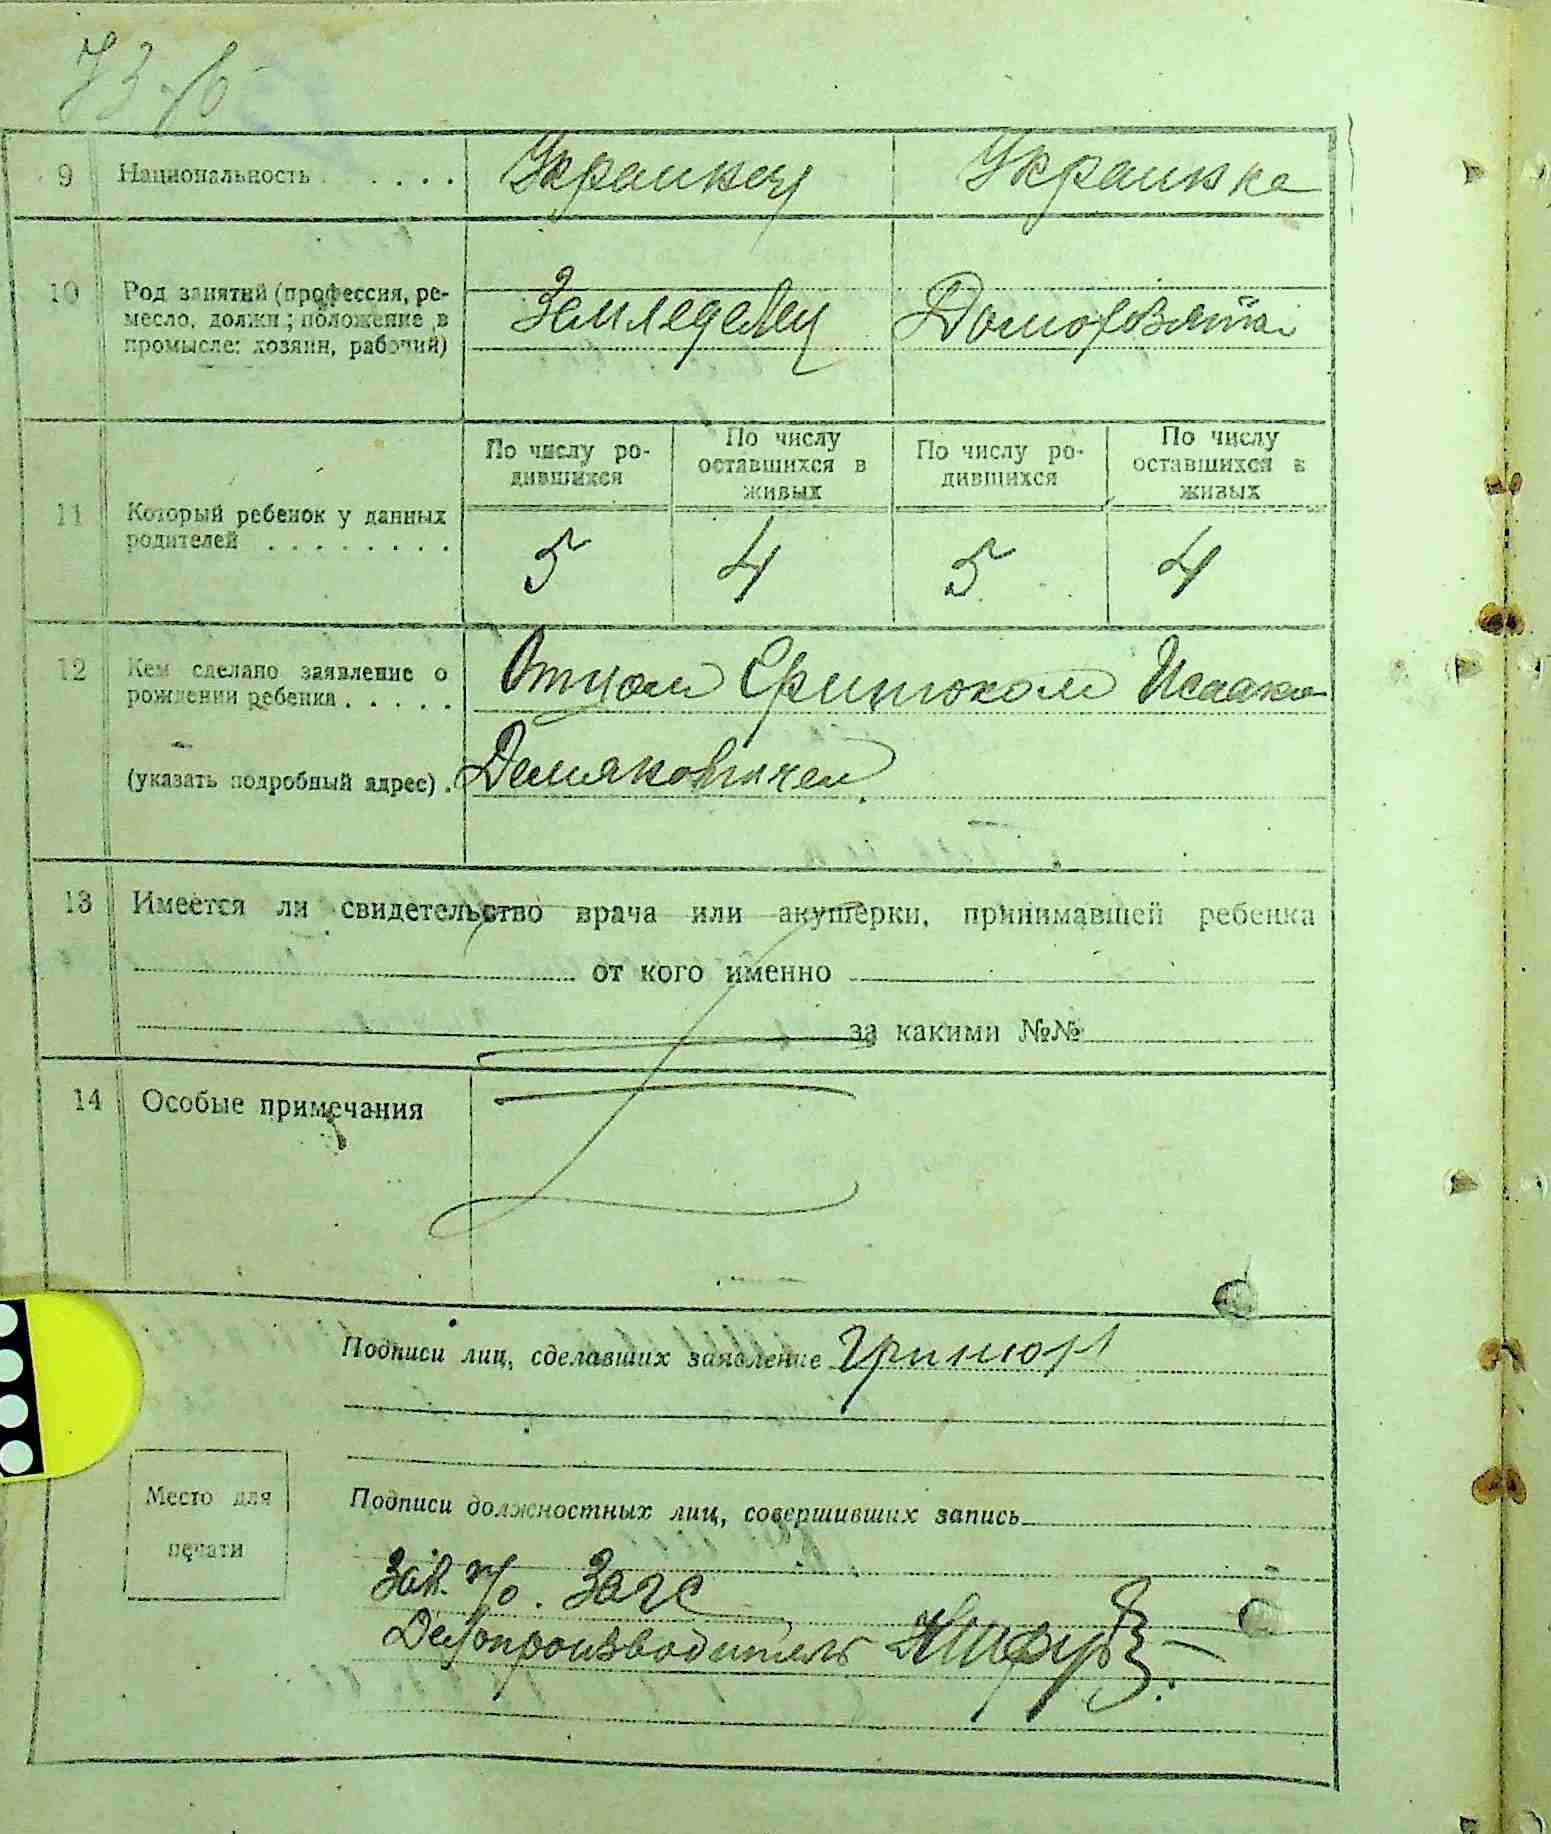 73-б
9 Национальность . . . . . . Украинец Украинка
10 Род занятий (профессия, ре-
месло, должн.; положение в
промысле: хозяин, рабочий)
Земледелец Домохозяйка
11 Который ребенок у данных
родителей . . . . . . . .
По числу ро-
дившихся
По числу
оставшихся в
живых
По числу ро-
дившихся
По числу
оставшихся в
живых
5 4 5 4
12 Кем сделано заявление о
рождении ребенка . . . . .
(указать подробный адрес) .
Отцом Гринюком Исааком
Демяновичем
13 Имеется ли свидетельство врача или акушерки, принимавшей ребенка
от кого именно
за какими №№
14 Особые примечания
Подписи лиц, сделавших заявление Гринюк
Место для
печати
Подписи должностных лиц, совершивших запись
Зав. п/о. Загс
Делопроизводитель